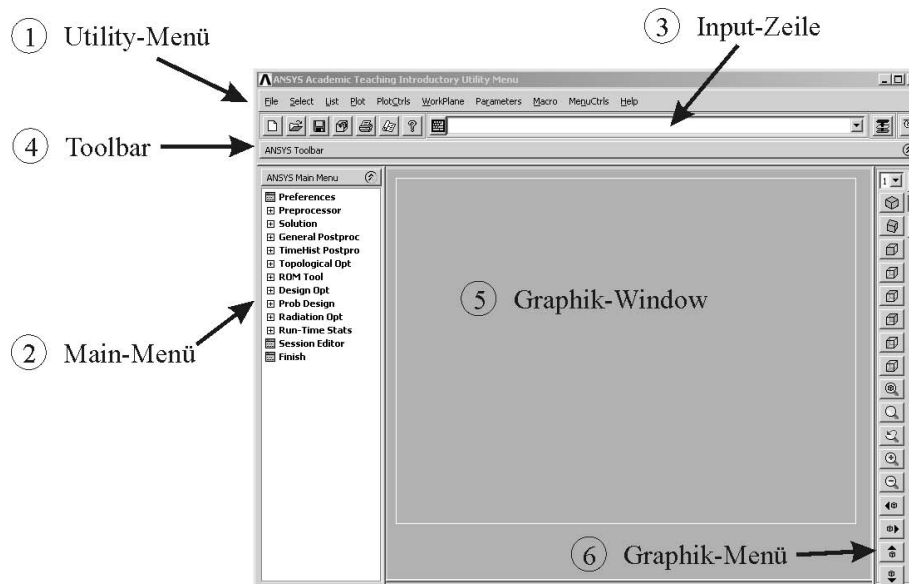 ① Utility-Menü
③ Input-Zeile
ANSYS Academic Teaching Introductory Utility Menu
File Select List Plot PlotCtrls WorkPlane Parameters Macro MenuCtrls Help
④ Toolbar
ANSYS Toolbar
ANSYS Main Menu
1
Preferences
Preprocessor
Solution
General Postproc
TimeHist Postpro
Topological Opt
ROM Tool
Design Opt
Prob Design
Radiation Opt
Run-Time Stats
Session Editor
Finish
② Main-Menü
⑤ Graphik-Window
⑥ Graphik-Menü